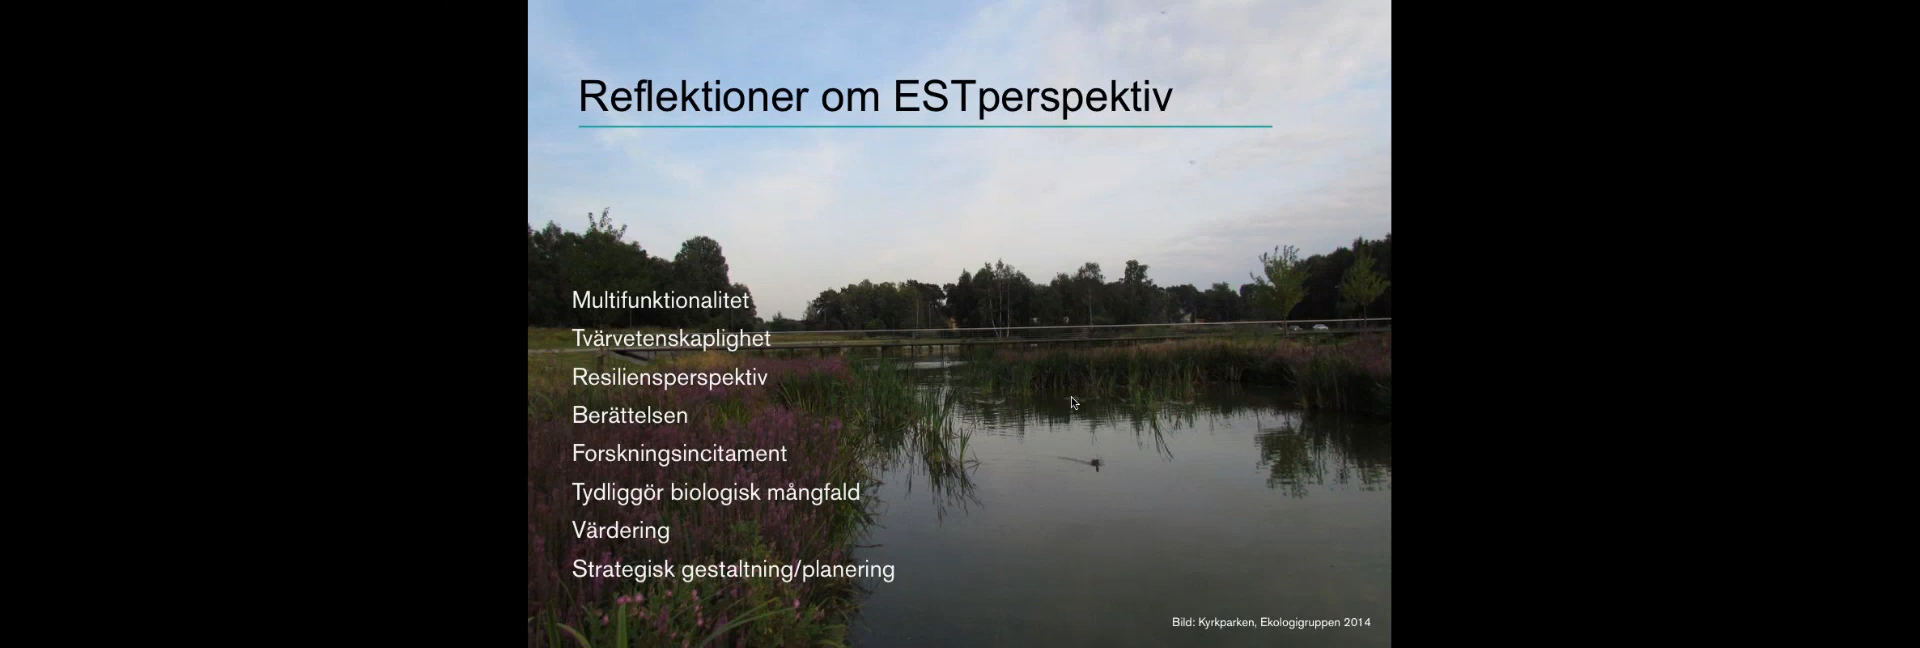 Reflektioner om ESTperspektiv
Multifunktionalitet
Tvärvetenskaplighet
Resiliensperspektiv
Berättelsen
Forskningsincitament
Tydliggör biologisk mångfald
Värdering
Strategisk gestaltning/planering
Bild: Kyrkparken, Ekologigruppen 2014